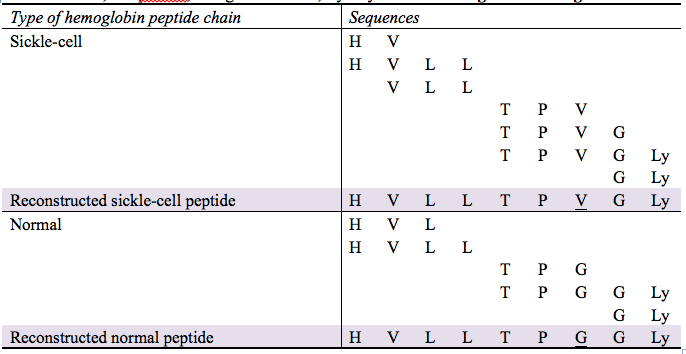 Type of hemoglobin peptide chain Sequences
Sickle-cell H V
H V L L
V L L
T P V
T P V G
T P V G Ly
G Ly
Reconstructed sickle-cell peptide H V L L T P V G Ly
Normal H V L
H V L L
T P G
T P G G Ly
G Ly
Reconstructed normal peptide H V L L T P G G Ly